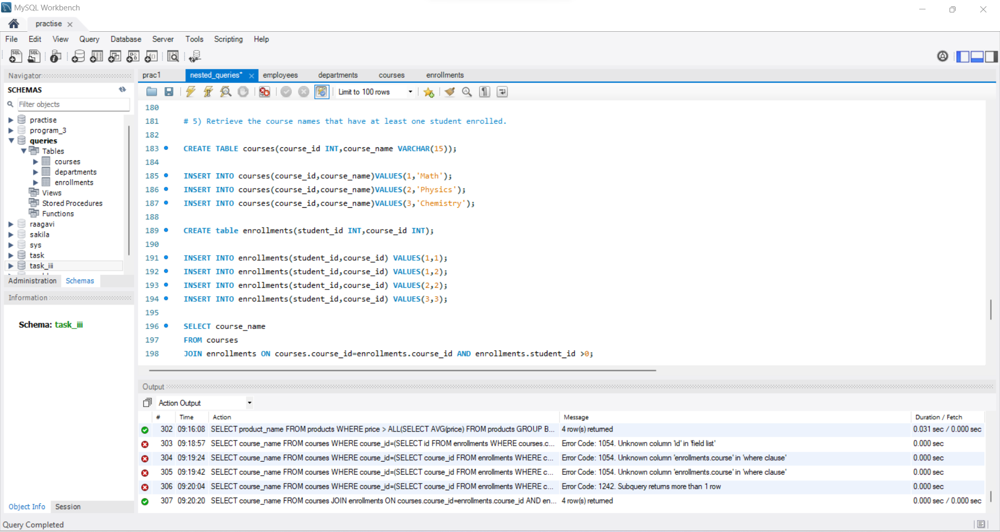 MySQL Workbench
practise
File Edit View Query Database Server Tools Scripting Help
Navigator
SCHEMAS
Filter objects
practise
program_3
queries
Tables
courses
departments
enrollments
Views
Stored Procedures
Functions
raagavi
sakila
sys
task
task_iii
Administration Schemas
Information
Schema: task_iii
Object Info Session
prac1 nested_queries* employees departments courses enrollments
Limit to 100 rows
180
181 # 5) Retrieve the course names that have at least one student enrolled.
182
183 CREATE TABLE courses(course_id INT,course_name VARCHAR(15));
184
185 INSERT INTO courses(course_id,course_name)VALUES(1,'Math');
186 INSERT INTO courses(course_id,course_name)VALUES(2,'Physics');
187 INSERT INTO courses(course_id,course_name)VALUES(3,'Chemistry');
188
189 CREATE table enrollments(student_id INT,course_id INT);
190
191 INSERT INTO enrollments(student_id,course_id) VALUES(1,1);
192 INSERT INTO enrollments(student_id,course_id) VALUES(1,2);
193 INSERT INTO enrollments(student_id,course_id) VALUES(2,2);
194 INSERT INTO enrollments(student_id,course_id) VALUES(3,3);
195
196 SELECT course_name
197 FROM courses
198 JOIN enrollments ON courses.course_id=enrollments.course_id AND enrollments.student_id >0;
Output
Action Output
# Time Action Message Duration / Fetch
302 09:16:08 SELECT product_name FROM products WHERE price > ALL(SELECT AVG(price) FROM products GROUP B... 4 row(s) returned 0.031 sec / 0.000 sec
303 09:18:57 SELECT course_name FROM courses WHERE course_id=(SELECT id FROM enrollments WHERE courses.c... Error Code: 1054. Unknown column 'id' in 'field list' 0.000 sec
304 09:19:24 SELECT course_name FROM courses WHERE course_id=(SELECT course_id FROM enrollments WHERE c... Error Code: 1054. Unknown column 'enrollments.course' in 'where clause' 0.000 sec
305 09:19:42 SELECT course_name FROM courses WHERE course_id=(SELECT course_id FROM enrollments WHERE c... Error Code: 1054. Unknown column 'enrollments.course' in 'where clause' 0.000 sec
306 09:20:04 SELECT course_name FROM courses WHERE course_id=(SELECT course_id FROM enrollments WHERE c... Error Code: 1242. Subquery returns more than 1 row 0.000 sec
307 09:20:20 SELECT course_name FROM courses JOIN enrollments ON courses.course_id=enrollments.course_id AND en... 4 row(s) returned 0.000 sec / 0.000 sec
Query Completed